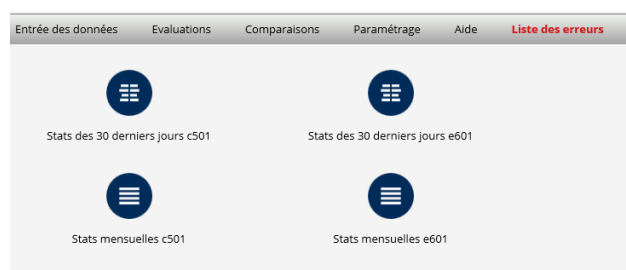 Entrée des données Evaluations Comparaisons Paramétrage Aide Liste des erreurs
Stats des 30 derniers jours c501 Stats des 30 derniers jours e601
Stats mensuelles c501 Stats mensuelles e601